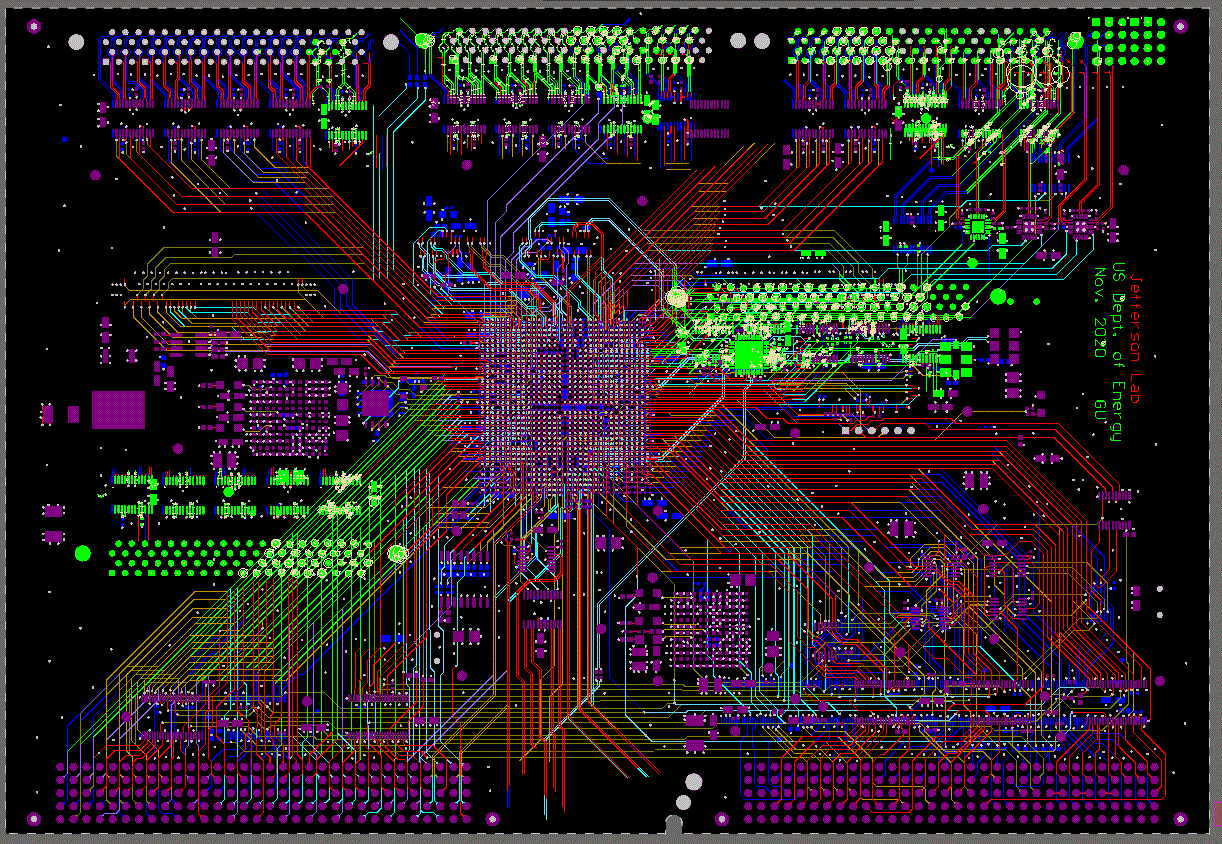 Jefferson Lab
US Dept. of Energy
Nov. 2020 GU